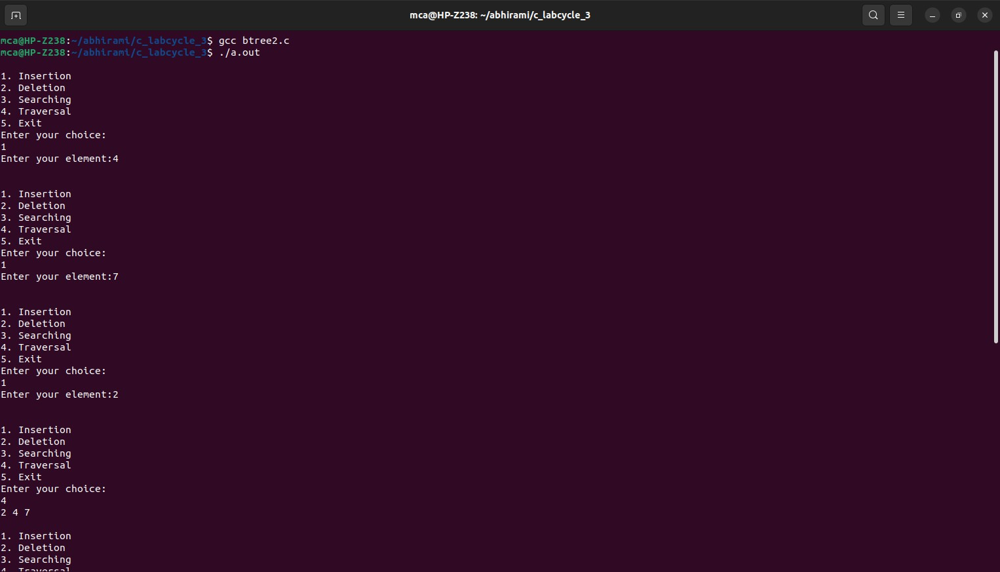 mca@HP-Z238: ~/abhirami/c_labcycle_3
mca@HP-Z238:~/abhirami/c_labcycle_3$ gcc btree2.c
mca@HP-Z238:~/abhirami/c_labcycle_3$ ./a.out
1. Insertion
2. Deletion
3. Searching
4. Traversal
5. Exit
Enter your choice:
1
Enter your element:4
1. Insertion
2. Deletion
3. Searching
4. Traversal
5. Exit
Enter your choice:
1
Enter your element:7
1. Insertion
2. Deletion
3. Searching
4. Traversal
5. Exit
Enter your choice:
1
Enter your element:2
1. Insertion
2. Deletion
3. Searching
4. Traversal
5. Exit
Enter your choice:
4
2 4 7
1. Insertion
2. Deletion
3. Searching
4. Traversal